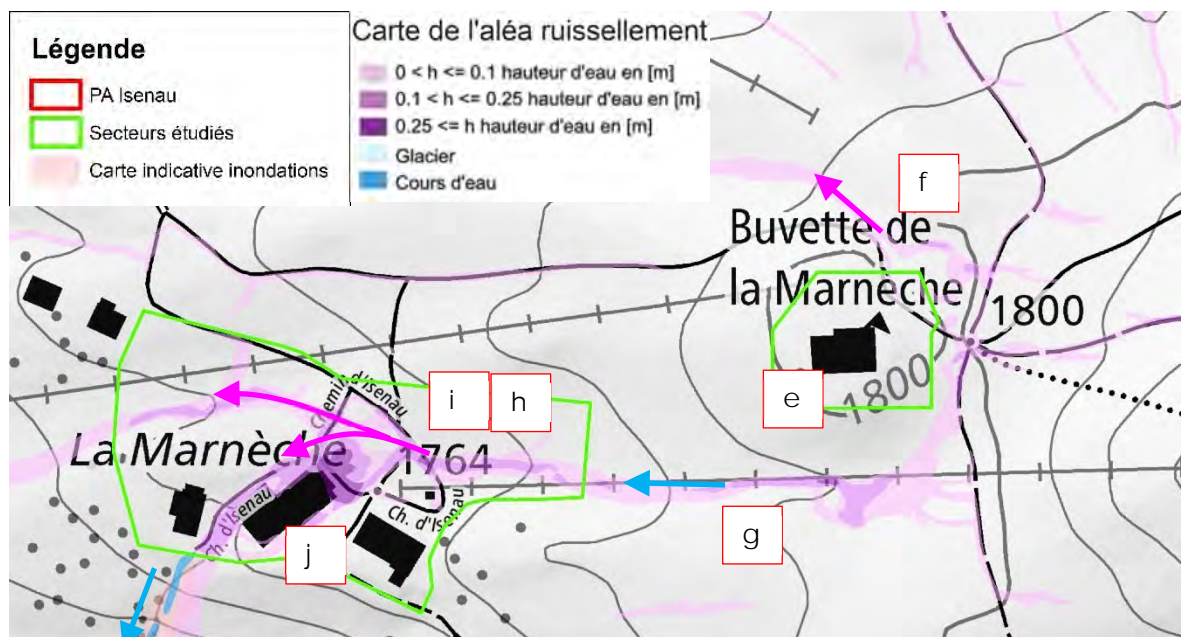 Légende
PA Isenau
Secteurs étudiés
Carte indicative inondations
Carte de l'aléa ruissellement
0 < h <= 0.1 hauteur d'eau en [m]
0.1 < h <= 0.25 hauteur d'eau en [m]
0.25 <= h hauteur d'eau en [m]
Glacier
Cours d'eau
f
Buvette de
la Marnèche
1800
e
1800
Chemin d'Isenau
i
h
La Marnèche
1764
Ch. d'Isenau
Ch. d'Isenau
g
j